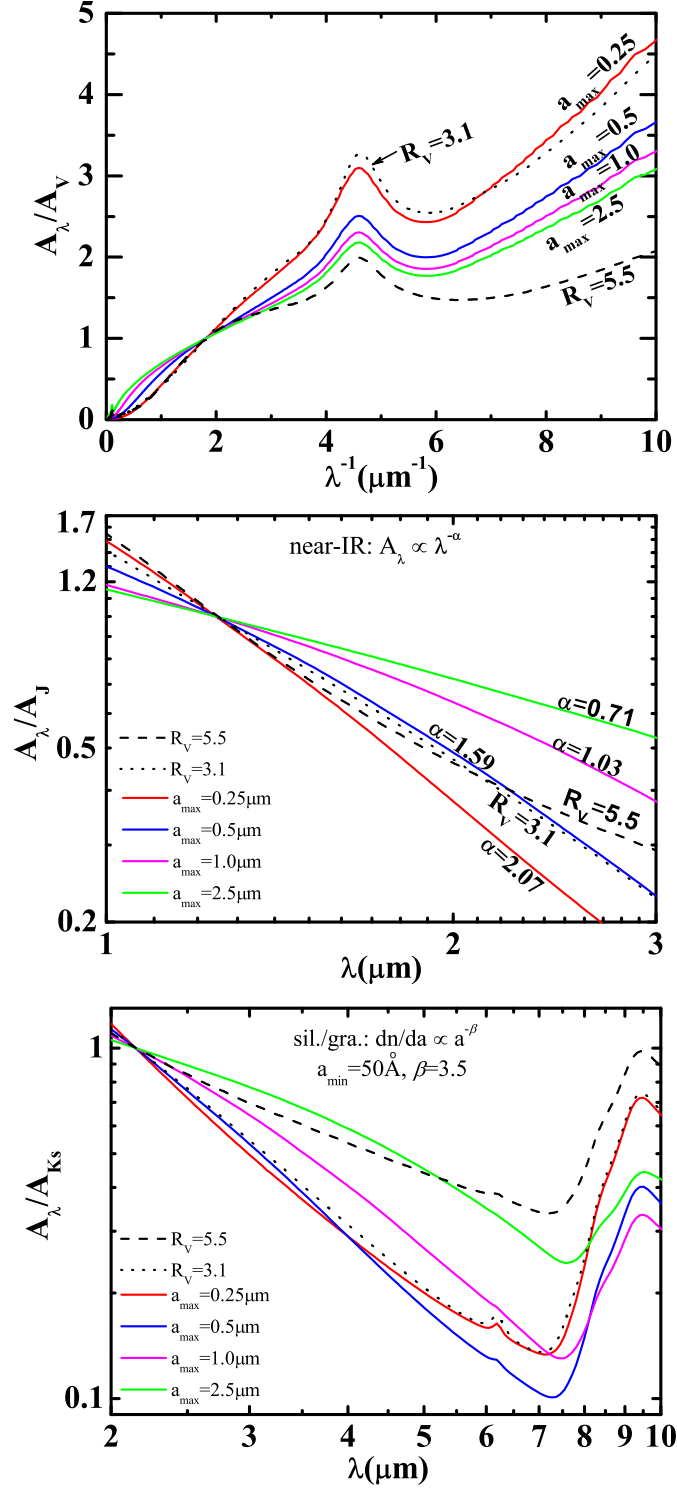 5
4
3
2
1
0
A_λ/A_V
a_max=0.25
R_V=3.1
a_max=0.5
a_max=1.0
a_max=2.5
R_V=5.5
0 2 4 6 8 10
λ^-1(μm^-1)
1.7
1.2
0.5
0.2
A_λ/A_J
near-IR: A_λ ∝ λ^-α
α=0.71
α=1.59
α=1.03
R_V=5.5
R_V=3.1
α=2.07
R_V=5.5
R_V=3.1
a_max=0.25μm
a_max=0.5μm
a_max=1.0μm
a_max=2.5μm
1 2 3
λ(μm)
1
0.1
A_λ/A_Ks
sil./gra.: dn/da ∝ a^-β
a_min=50Å, β=3.5
R_V=5.5
R_V=3.1
a_max=0.25μm
a_max=0.5μm
a_max=1.0μm
a_max=2.5μm
2 3 4 5 6 7 8 9 10
λ(μm)